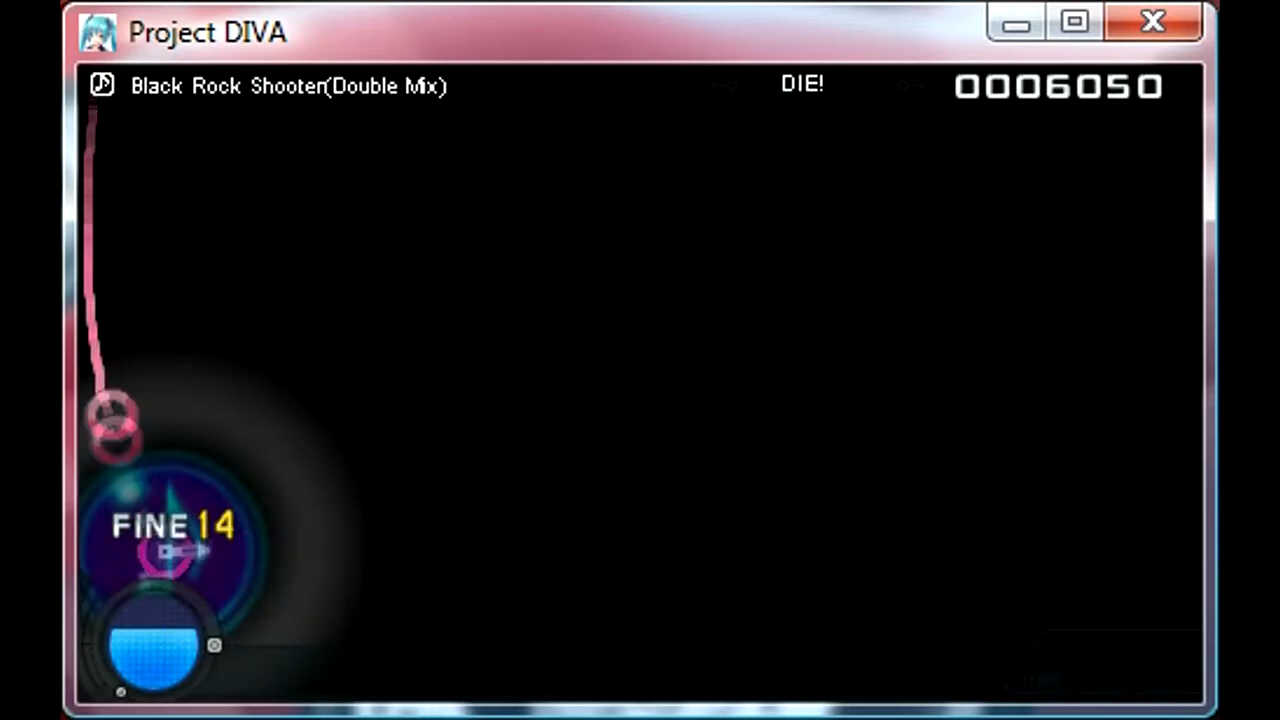 Project DIVA
Black Rock Shooter(Double Mix)
DIE!
0006050
FINE 14